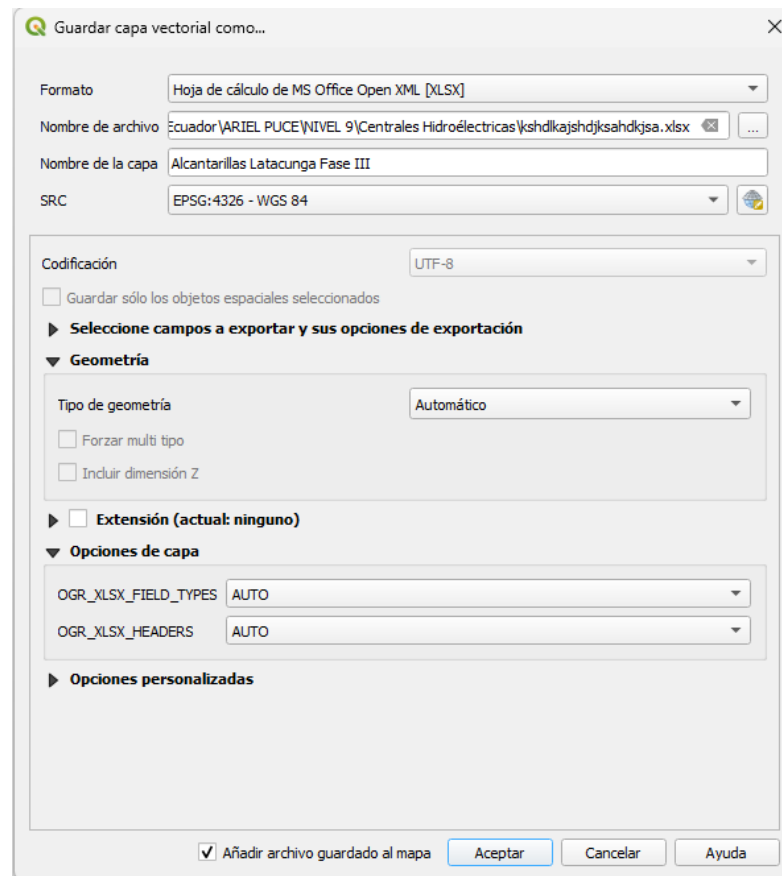 Guardar capa vectorial como...
Formato Hoja de cálculo de MS Office Open XML [XLSX]
Nombre de archivo Ecuador\ARIEL PUCE\NIVEL 9\Centrales Hidroélectricas\kshdlkajshdjksahdkjsa.xlsx ...
Nombre de la capa Alcantarillas Latacunga Fase III
SRC EPSG:4326 - WGS 84
Codificación UTF-8
Guardar sólo los objetos espaciales seleccionados
Seleccione campos a exportar y sus opciones de exportación
Geometría
Tipo de geometría Automático
Forzar multi tipo
Incluir dimensión Z
Extensión (actual: ninguno)
Opciones de capa
OGR_XLSX_FIELD_TYPES AUTO
OGR_XLSX_HEADERS AUTO
Opciones personalizadas
Añadir archivo guardado al mapa Aceptar Cancelar Ayuda